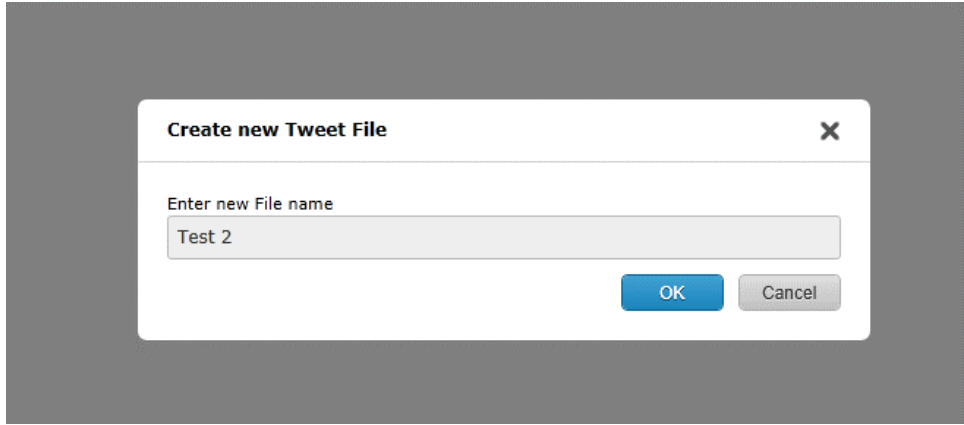 Create new Tweet File
Enter new File name
Test 2
OK Cancel